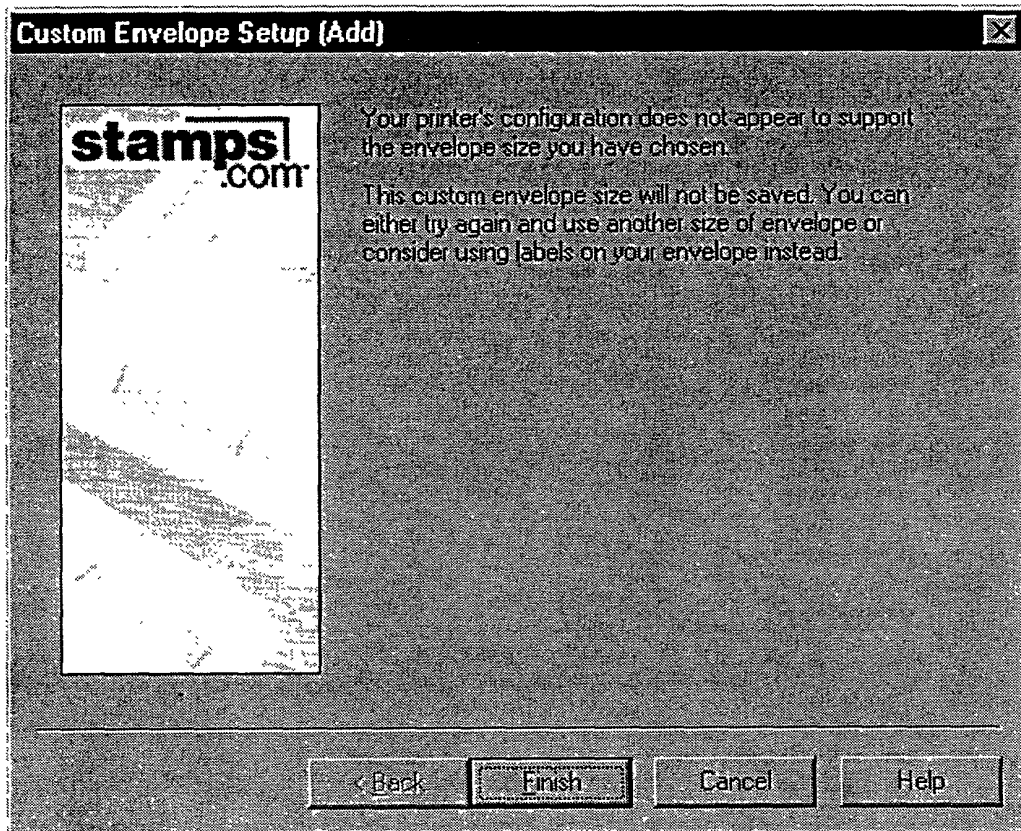 Custom Envelope Setup (Add)
stamps
.com
Your printer's configuration does not appear to support
the envelope size you have chosen.
This custom envelope size will not be saved. You can
either try again and use another size of envelope or
consider using labels on your envelope instead.
< Back
Finish
Cancel
Help